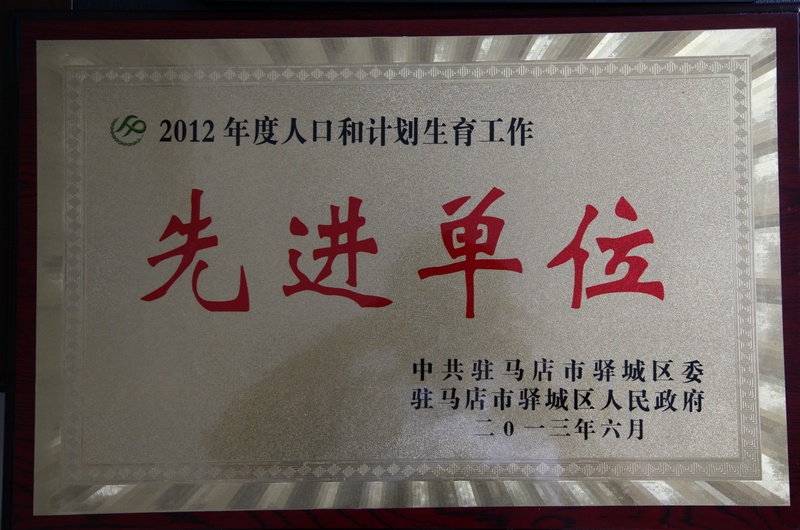 2012年度人口和计划生育工作
先进单位
中共驻马店市驿城区委
驻马店市驿城区人民政府
二０一三年六月